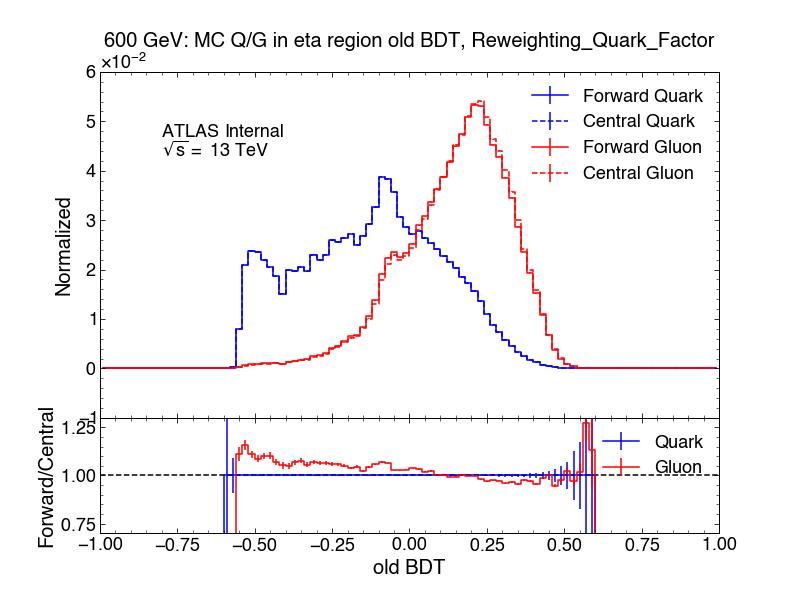 600 GeV: MC Q/G in eta region old BDT, Reweighting_Quark_Factor
×10⁻²
6
5
4
3
2
1
0
−1
Normalized
ATLAS Internal
√s = 13 TeV
Forward Quark
Central Quark
Forward Gluon
Central Gluon
1.25
1.00
0.75
Forward/Central
Quark
Gluon
−1.00 −0.75 −0.50 −0.25 0.00 0.25 0.50 0.75 1.00
old BDT